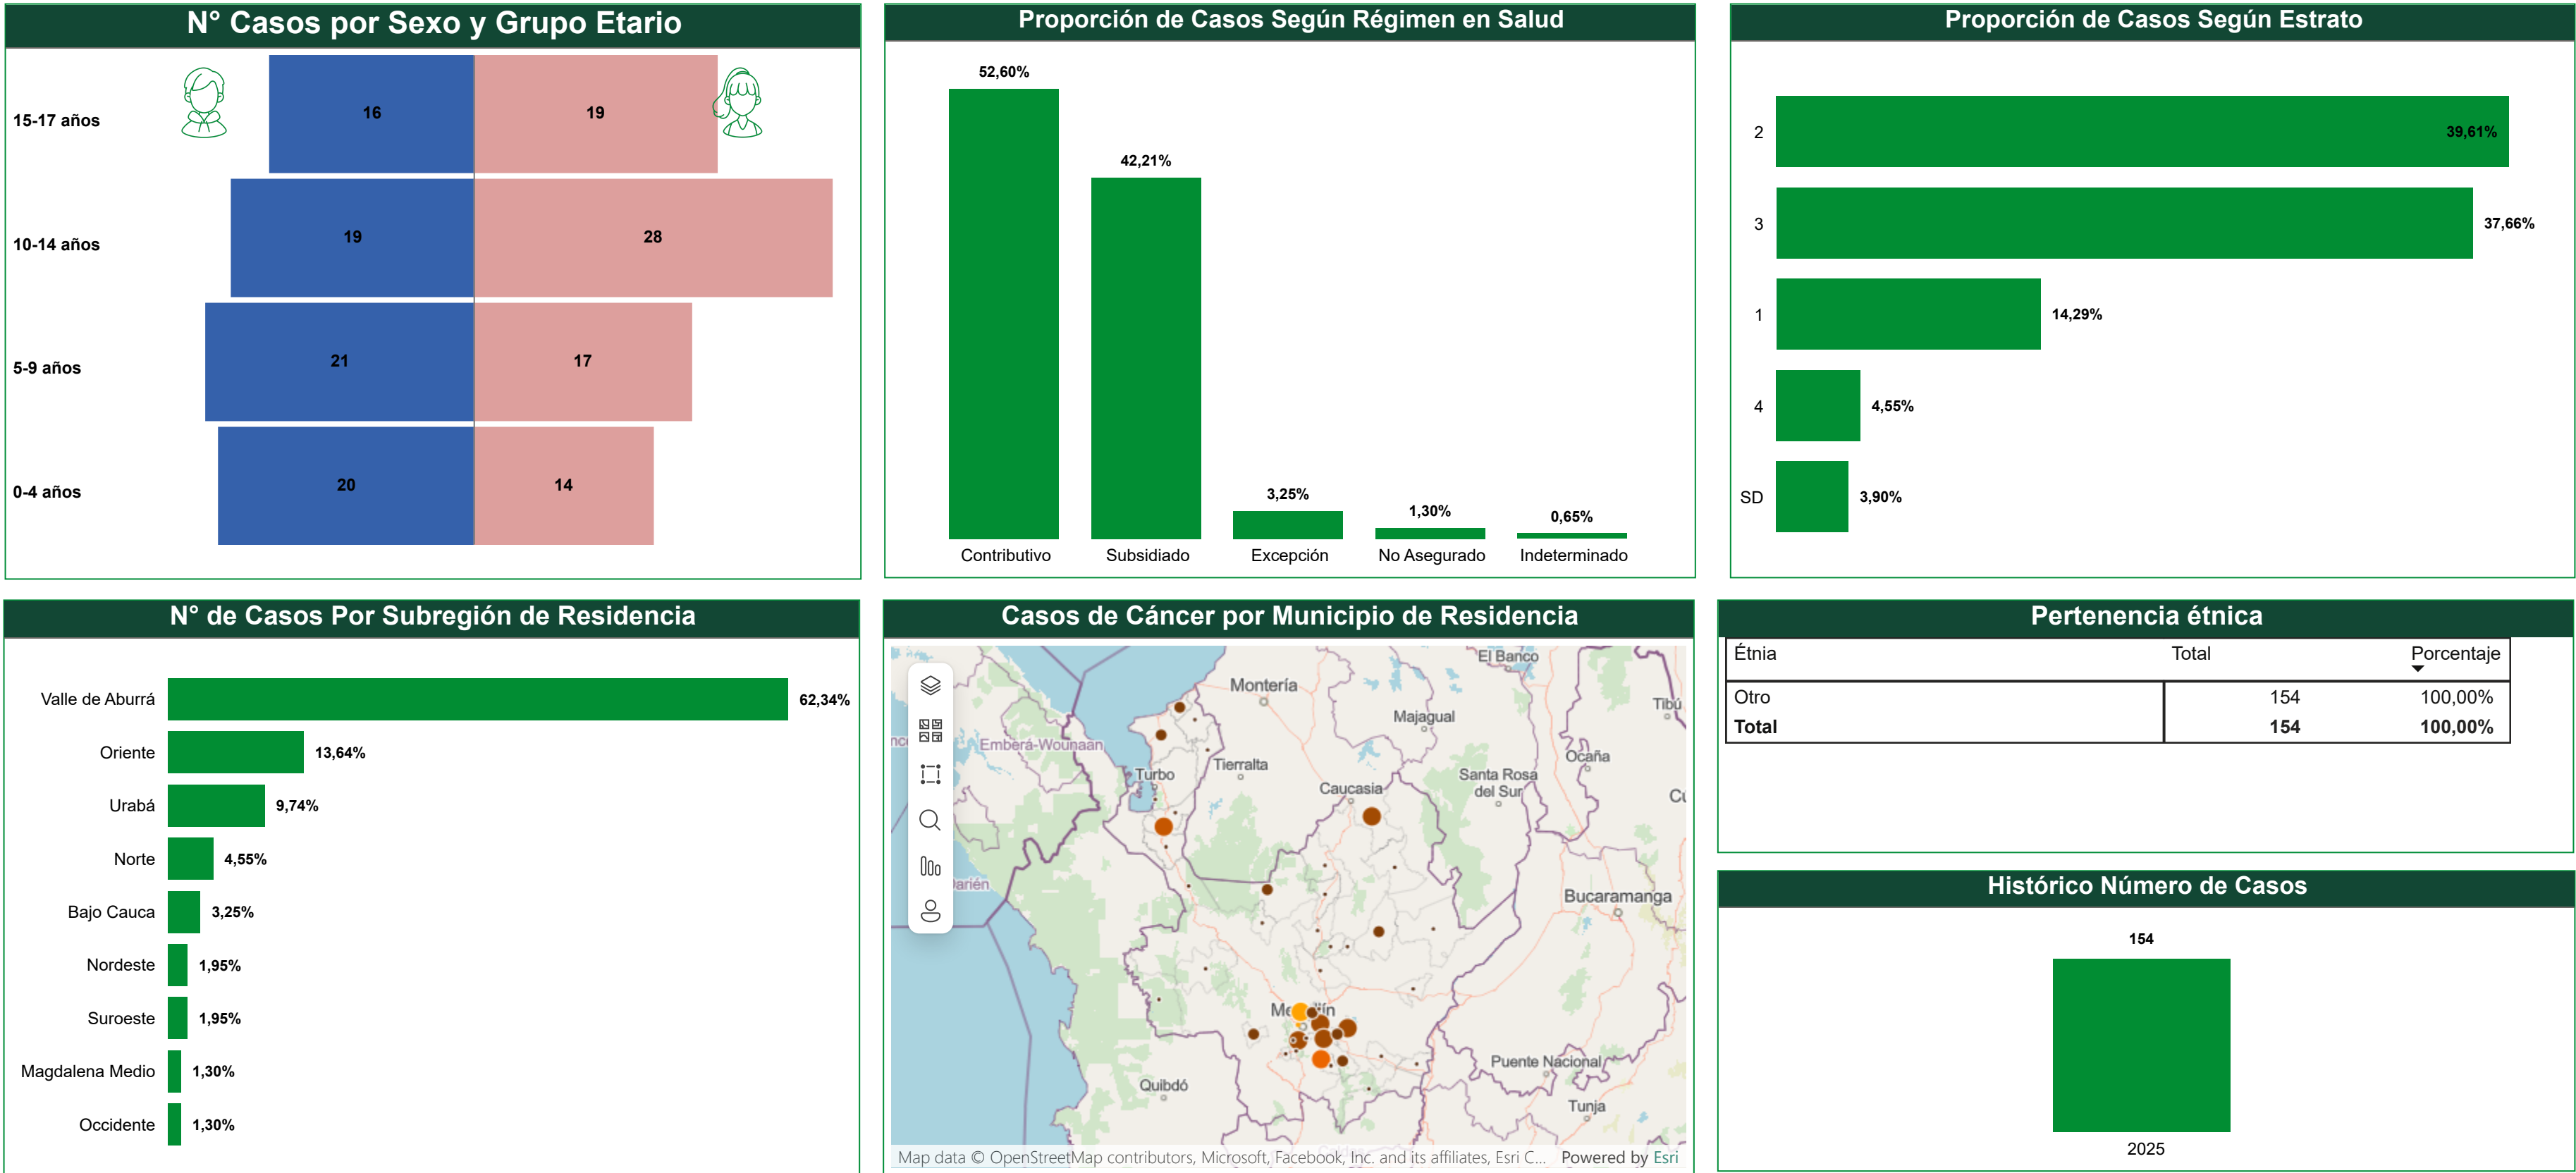 N° Casos por Sexo y Grupo Etario
15-17 años
16
19
10-14 años
19
28
5-9 años
21
17
0-4 años
20
14
Proporción de Casos Según Régimen en Salud
52,60%
42,21%
3,25%
1,30%
0,65%
Contributivo
Subsidiado
Excepción
No Asegurado
Indeterminado
Proporción de Casos Según Estrato
2
39,61%
3
37,66%
1
14,29%
4
4,55%
SD
3,90%
N° de Casos Por Subregión de Residencia
Valle de Aburrá
62,34%
Oriente
13,64%
Urabá
9,74%
Norte
4,55%
Bajo Cauca
3,25%
Nordeste
1,95%
Suroeste
1,95%
Magdalena Medio
1,30%
Occidente
1,30%
Casos de Cáncer por Municipio de Residencia
El Banco
Montería
Tibú
Majagual
Emberá-Wounaan
Ocaña
Turbo
Tierralta
Santa Rosa
del Sur
Caucasia
Bucaramanga
Puente Nacional
Quibdó
Tunja
Map data © OpenStreetMap contributors, Microsoft, Facebook, Inc. and its affiliates, Esri C...
Powered by Esri
Pertenencia étnica
Étnia
Total
Porcentaje
Otro
154
100,00%
Total
154
100,00%
Histórico Número de Casos
154
2025